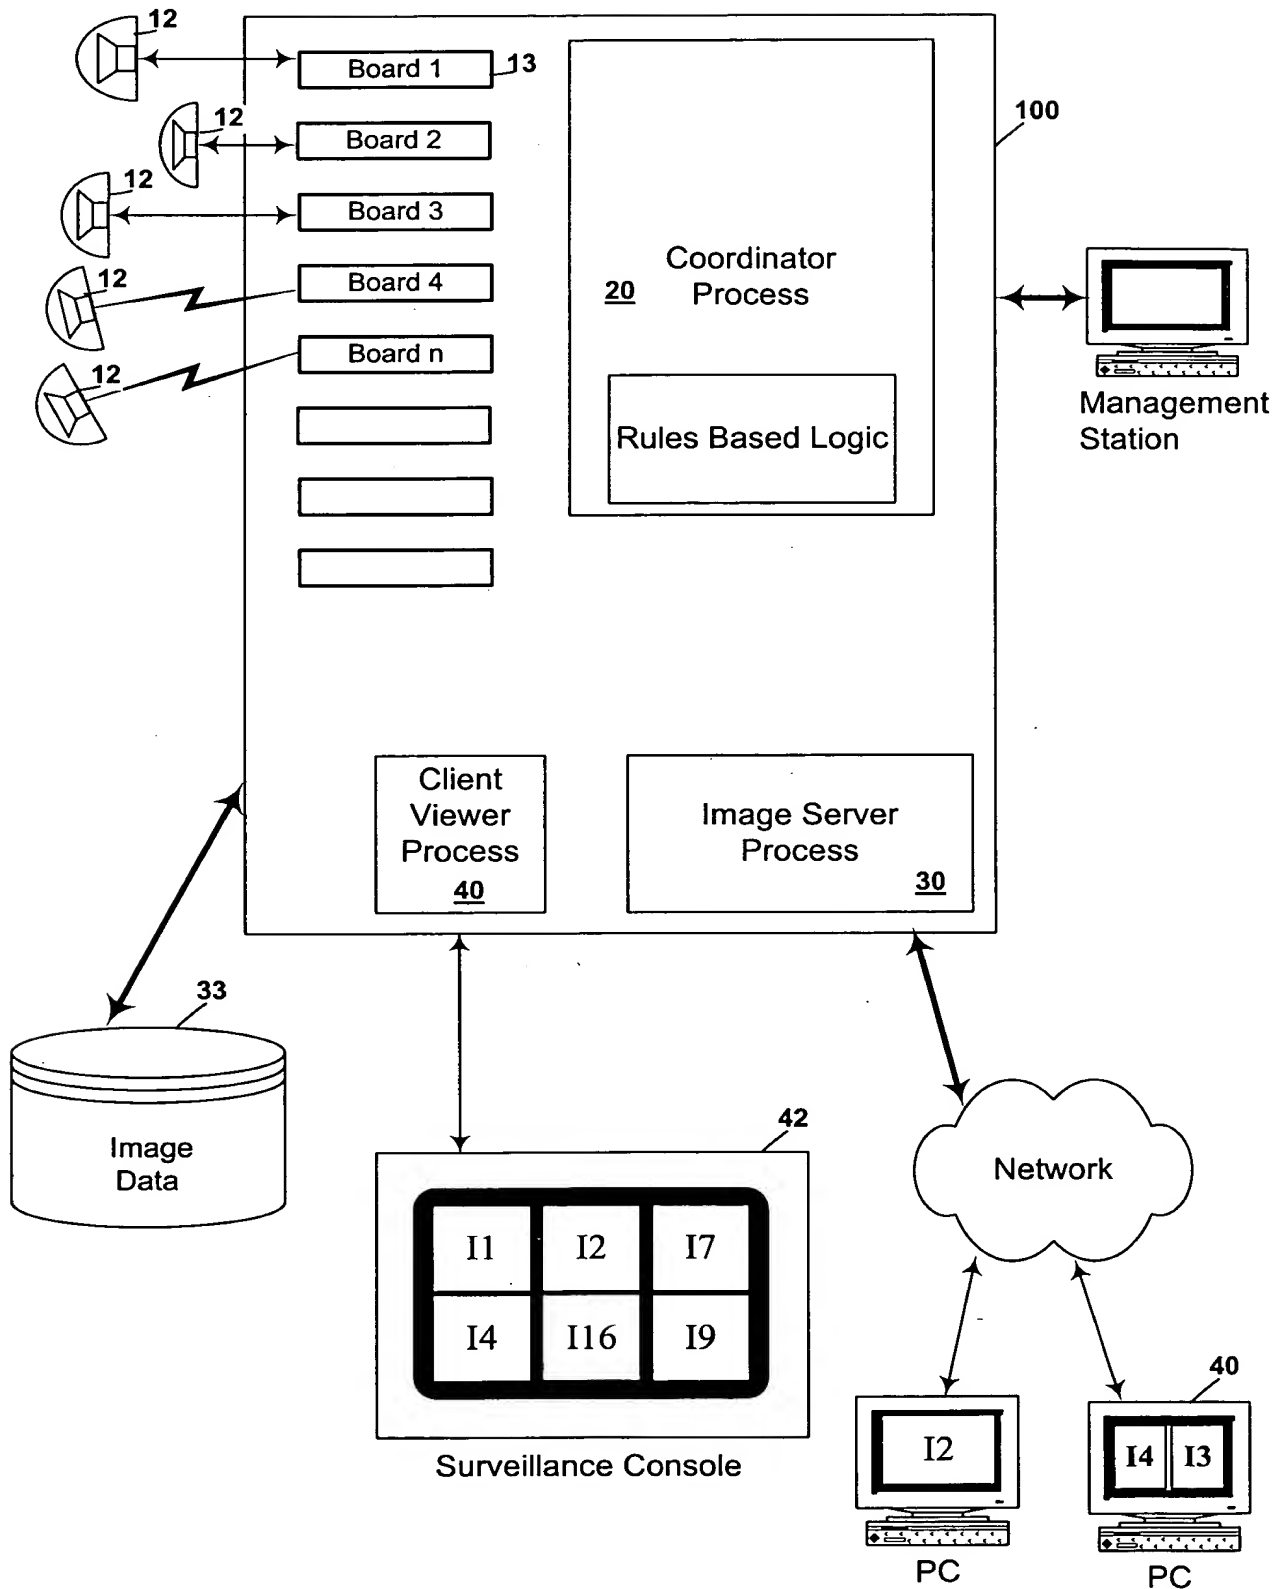 12
Board 1
13
12
Board 2
100
12
Board 3
12
Board 4
12
Board n
Coordinator
Process
20
Rules Based Logic
Management
Station
Client
Viewer
Process
40
Image Server
Process
30
33
Image
Data
42
I1 I2 I7
I4 I16 I9
Surveillance Console
Network
I2
PC
40
I4 I3
PC